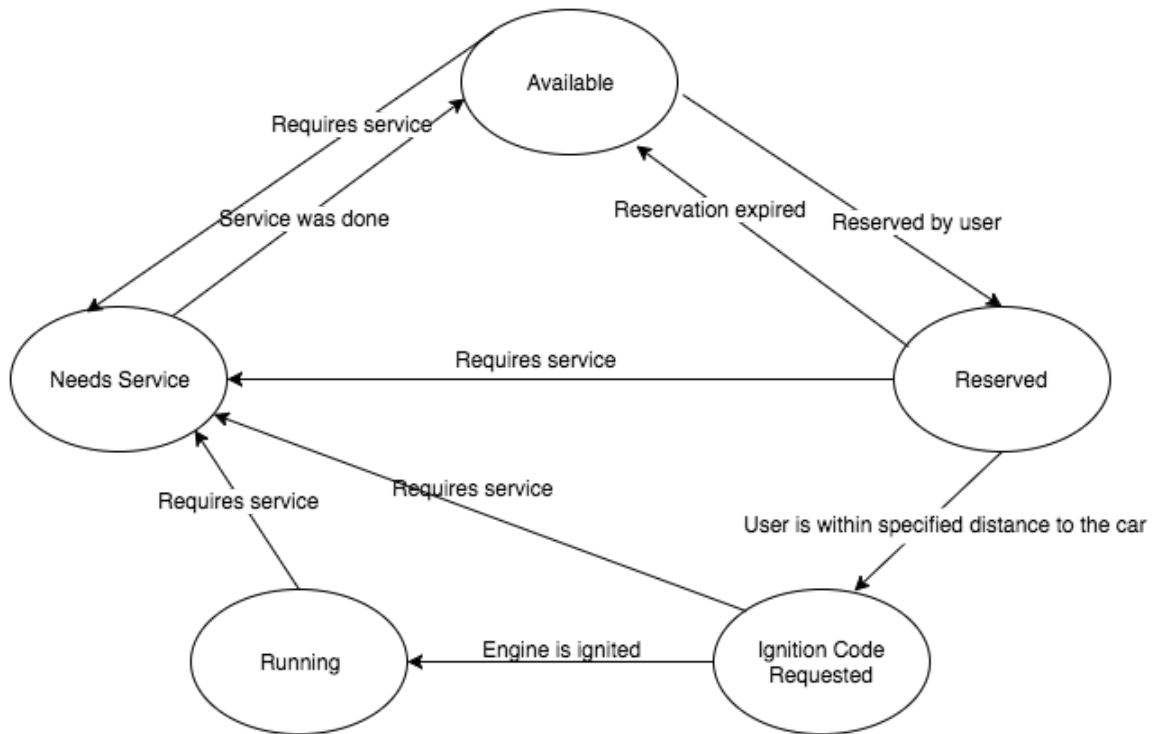 Available
Requires service
Service was done
Reservation expired
Reserved by user
Needs Service
Requires service
Reserved
Requires service
Requires service
User is within specified distance to the car
Running
Engine is ignited
Ignition Code
Requested